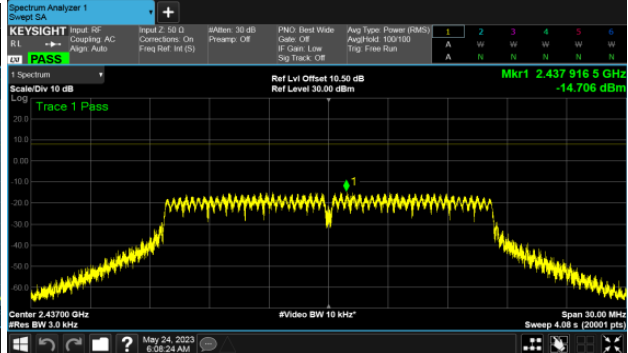 Spectrum Analyzer 1
Swept SA
+
KEYSIGHT Input: RF Input Z: 50 Ω #Atten: 30 dB PNO: Best Wide Avg Type: Power (RMS) 1 2 3 4 5 6
RL Coupling: AC Corrections: On Preamp: Off Gate: Off Avg|Hold: 100/100 A W W W W W
Align: Auto Freq Ref: Int (S) IF Gain: Low Trig: Free Run
LXI PASS Sig Track: Off A N N N N N
1 Spectrum Ref Lvl Offset 10.50 dB Mkr1 2.437 916 5 GHz
Scale/Div 10 dB Ref Level 30.00 dBm -14.706 dBm
Log
Trace 1 Pass
20.0
10.0
0.00
-10.0
1
-20.0
-30.0
-40.0
-50.0
-60.0
Center 2.43700 GHz #Video BW 10 kHz* Span 30.00 MHz
#Res BW 3.0 kHz Sweep 4.08 s (20001 pts)
? May 24, 2023
6:08:24 AM